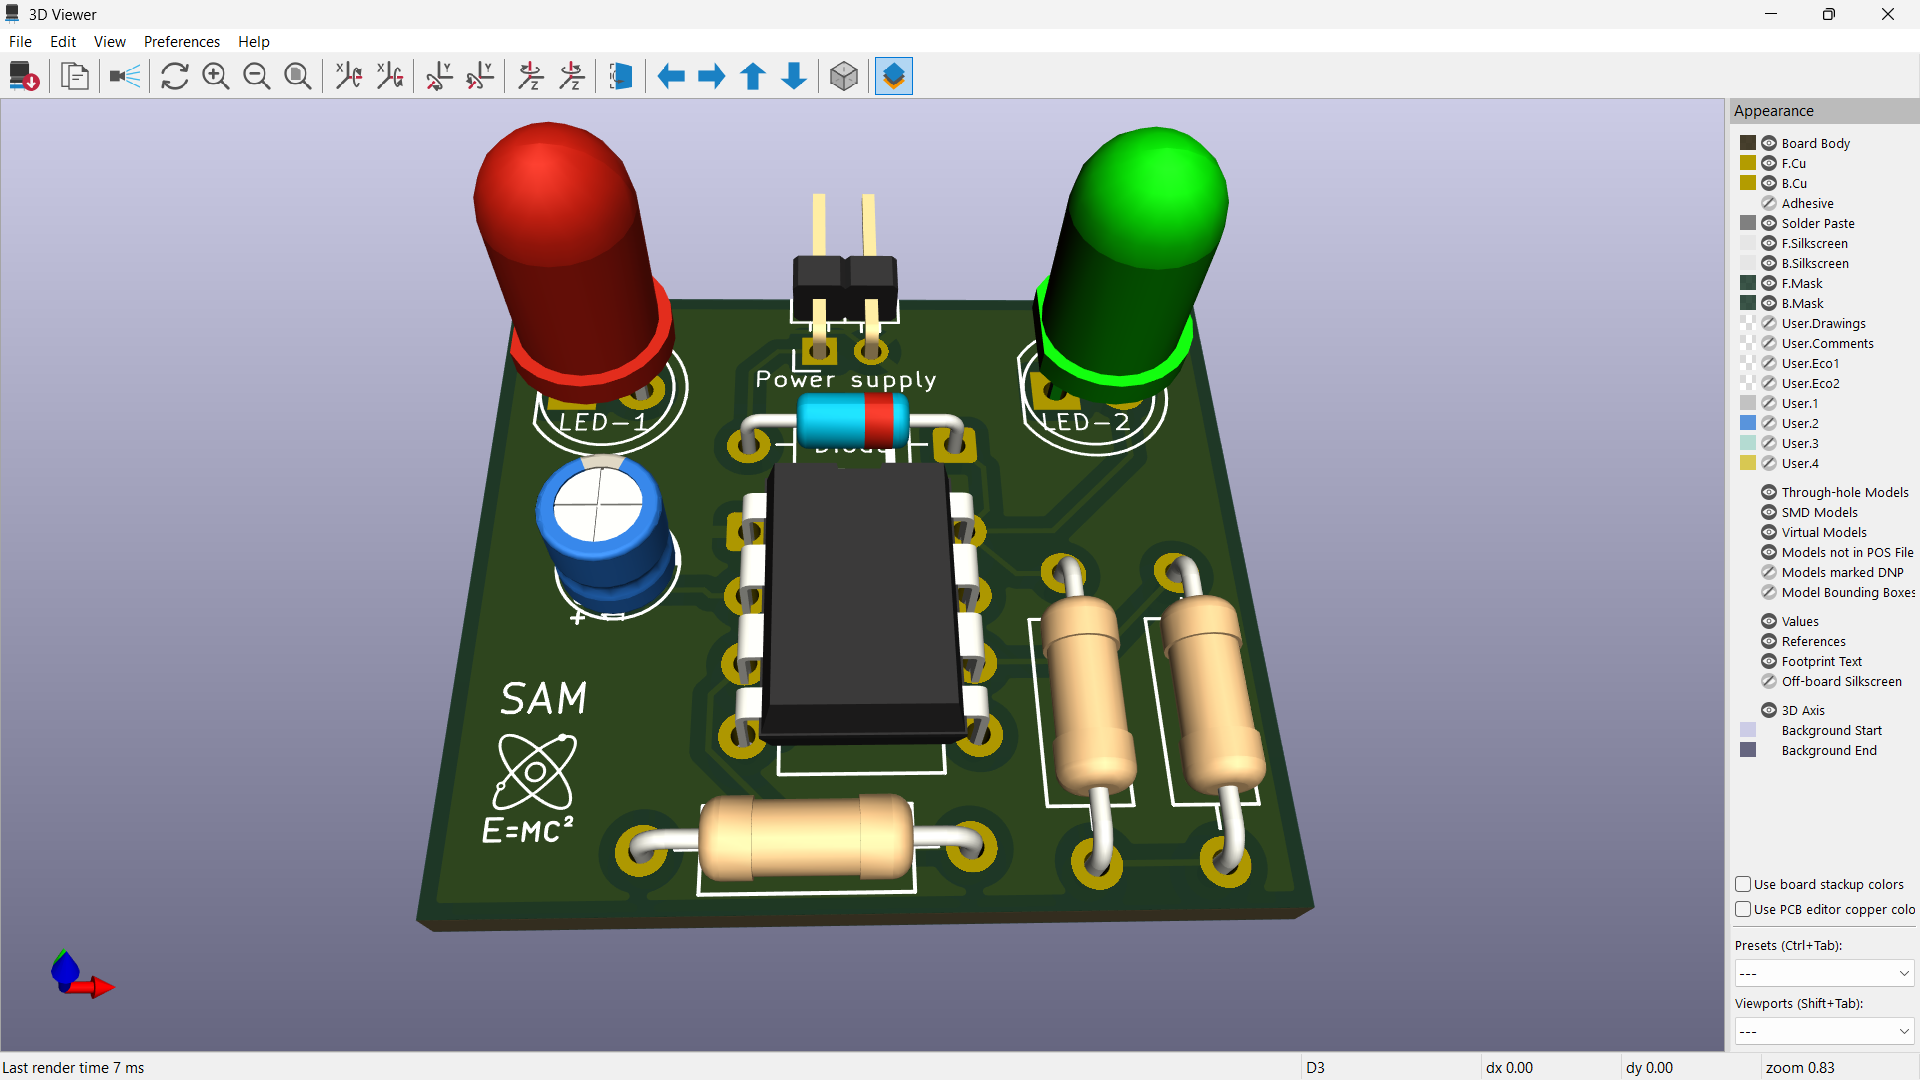 3D Viewer
File Edit View Preferences Help
Appearance
Board Body
F.Cu
B.Cu
Adhesive
Solder Paste
F.Silkscreen
B.Silkscreen
F.Mask
B.Mask
User.Drawings
User.Comments
User.Eco1
User.Eco2
User.1
User.2
User.3
User.4
Through-hole Models
SMD Models
Virtual Models
Models not in POS File
Models marked DNP
Model Bounding Boxes
Values
References
Footprint Text
Off-board Silkscreen
3D Axis
Background Start
Background End
Use board stackup colors
Use PCB editor copper colo
Presets (Ctrl+Tab):
---
Viewports (Shift+Tab):
---
Power supply
LED-1
LED-2
Diode
+ -
SAM
E=MC²
Last render time 7 ms
D3
dx 0.00
dy 0.00
zoom 0.83